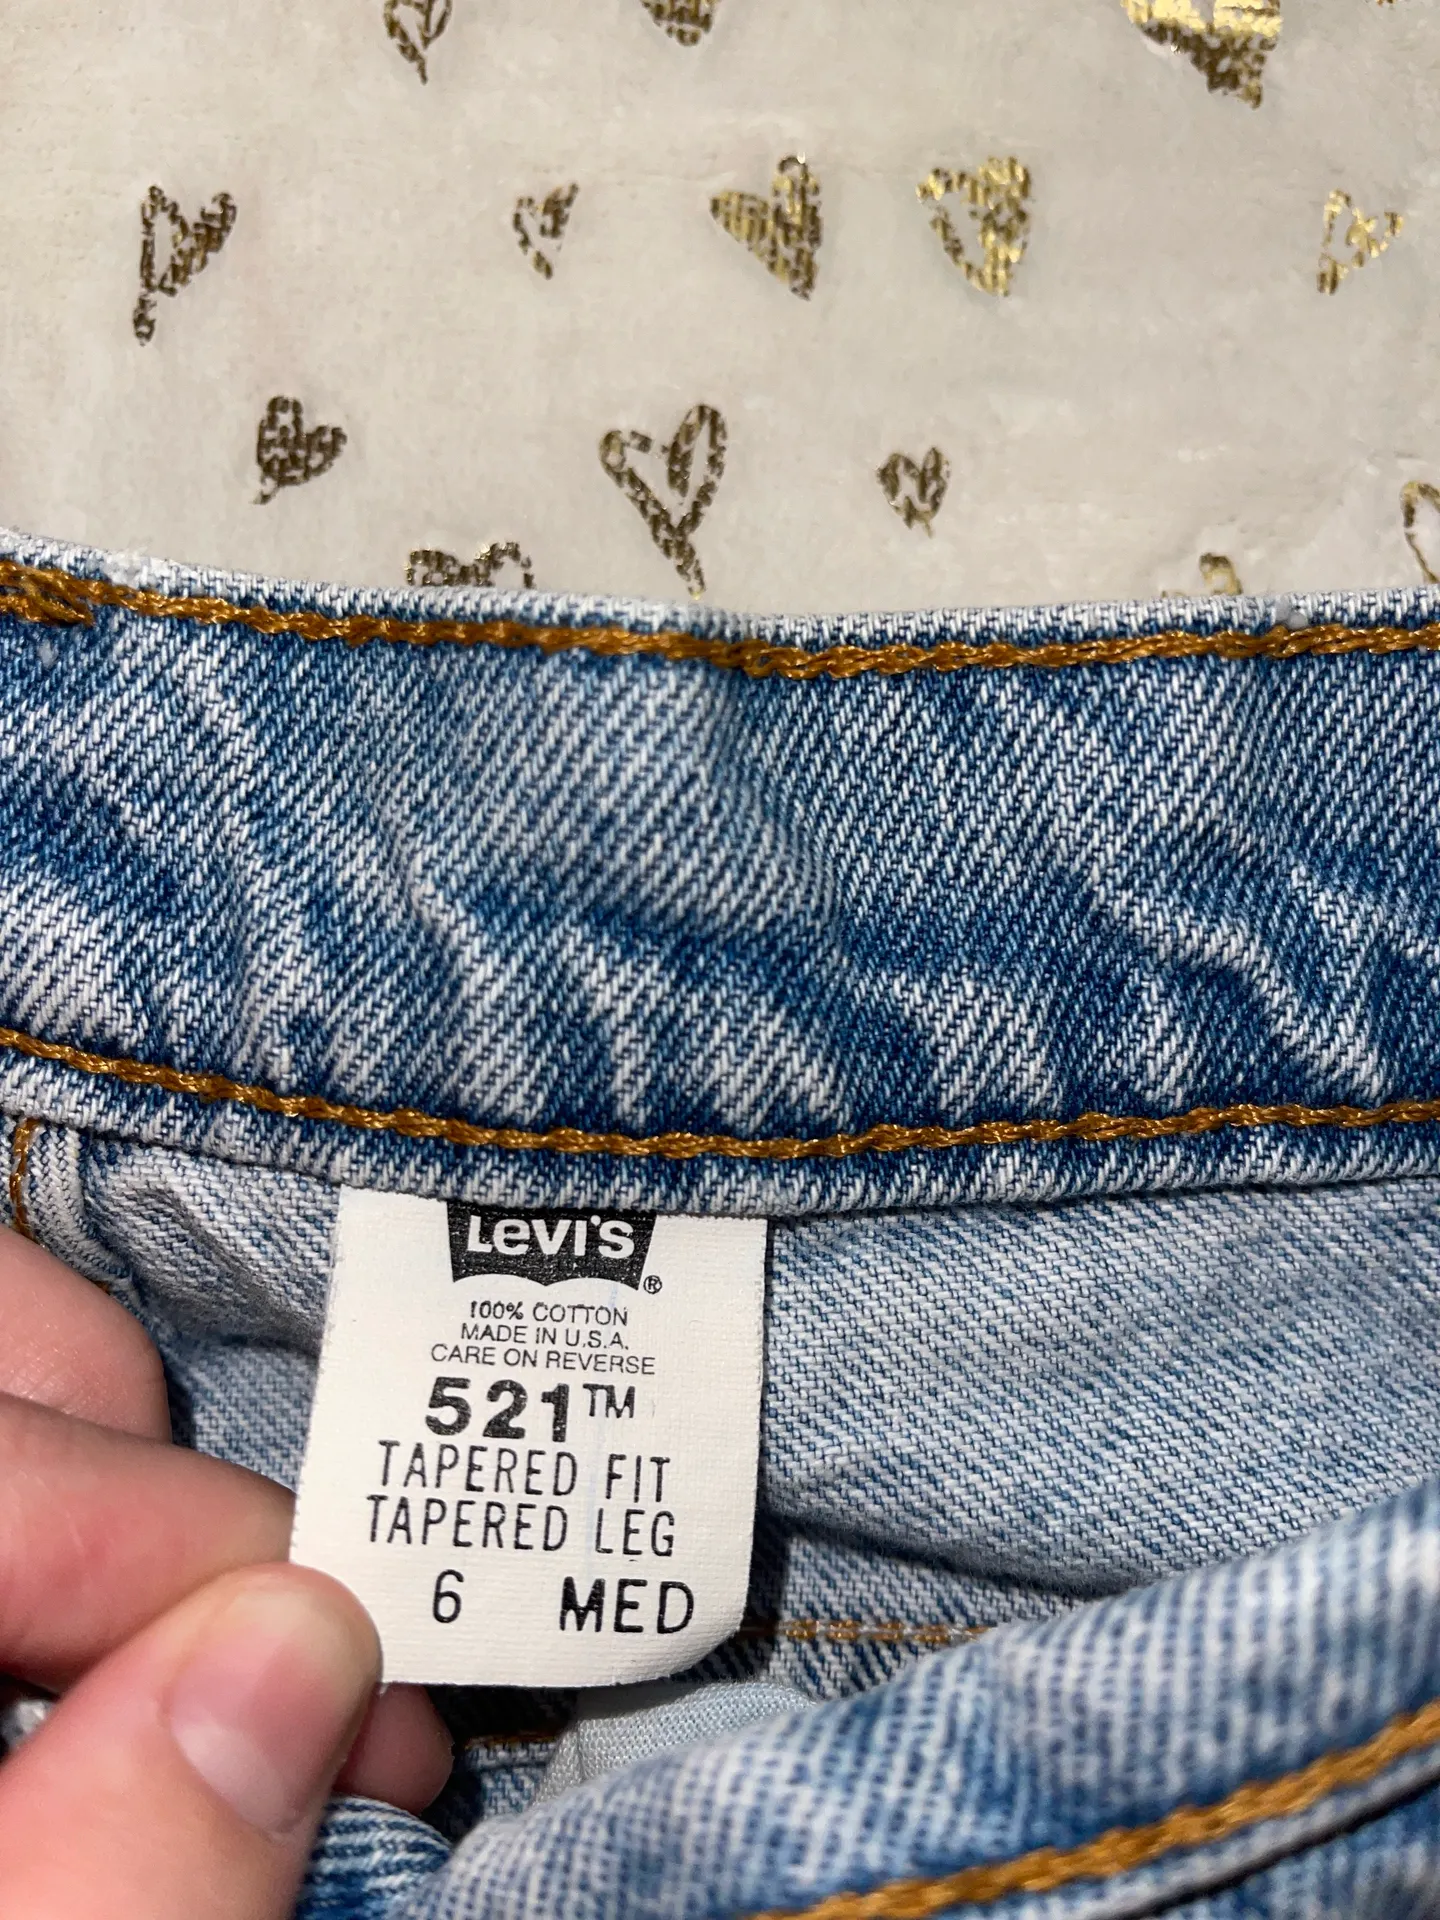 Levi's®
100% COTTON
MADE IN U.S.A.
CARE ON REVERSE
521™
TAPERED FIT
TAPERED LEG
6 MED